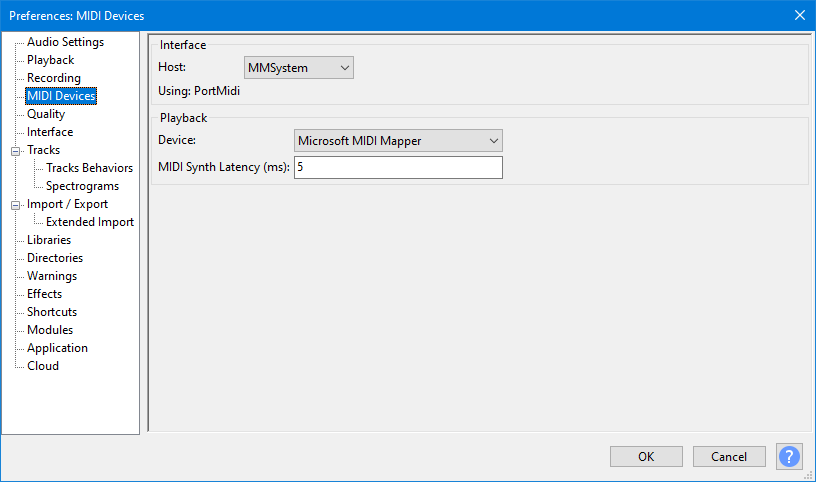 Preferences: MIDI Devices
Audio Settings
Playback
Recording
MIDI Devices
Quality
Interface
Tracks
Tracks Behaviors
Spectrograms
Import / Export
Extended Import
Libraries
Directories
Warnings
Effects
Shortcuts
Modules
Application
Cloud
Interface
Host: MMSystem
Using: PortMidi
Playback
Device: Microsoft MIDI Mapper
MIDI Synth Latency (ms): 5
OK Cancel ?